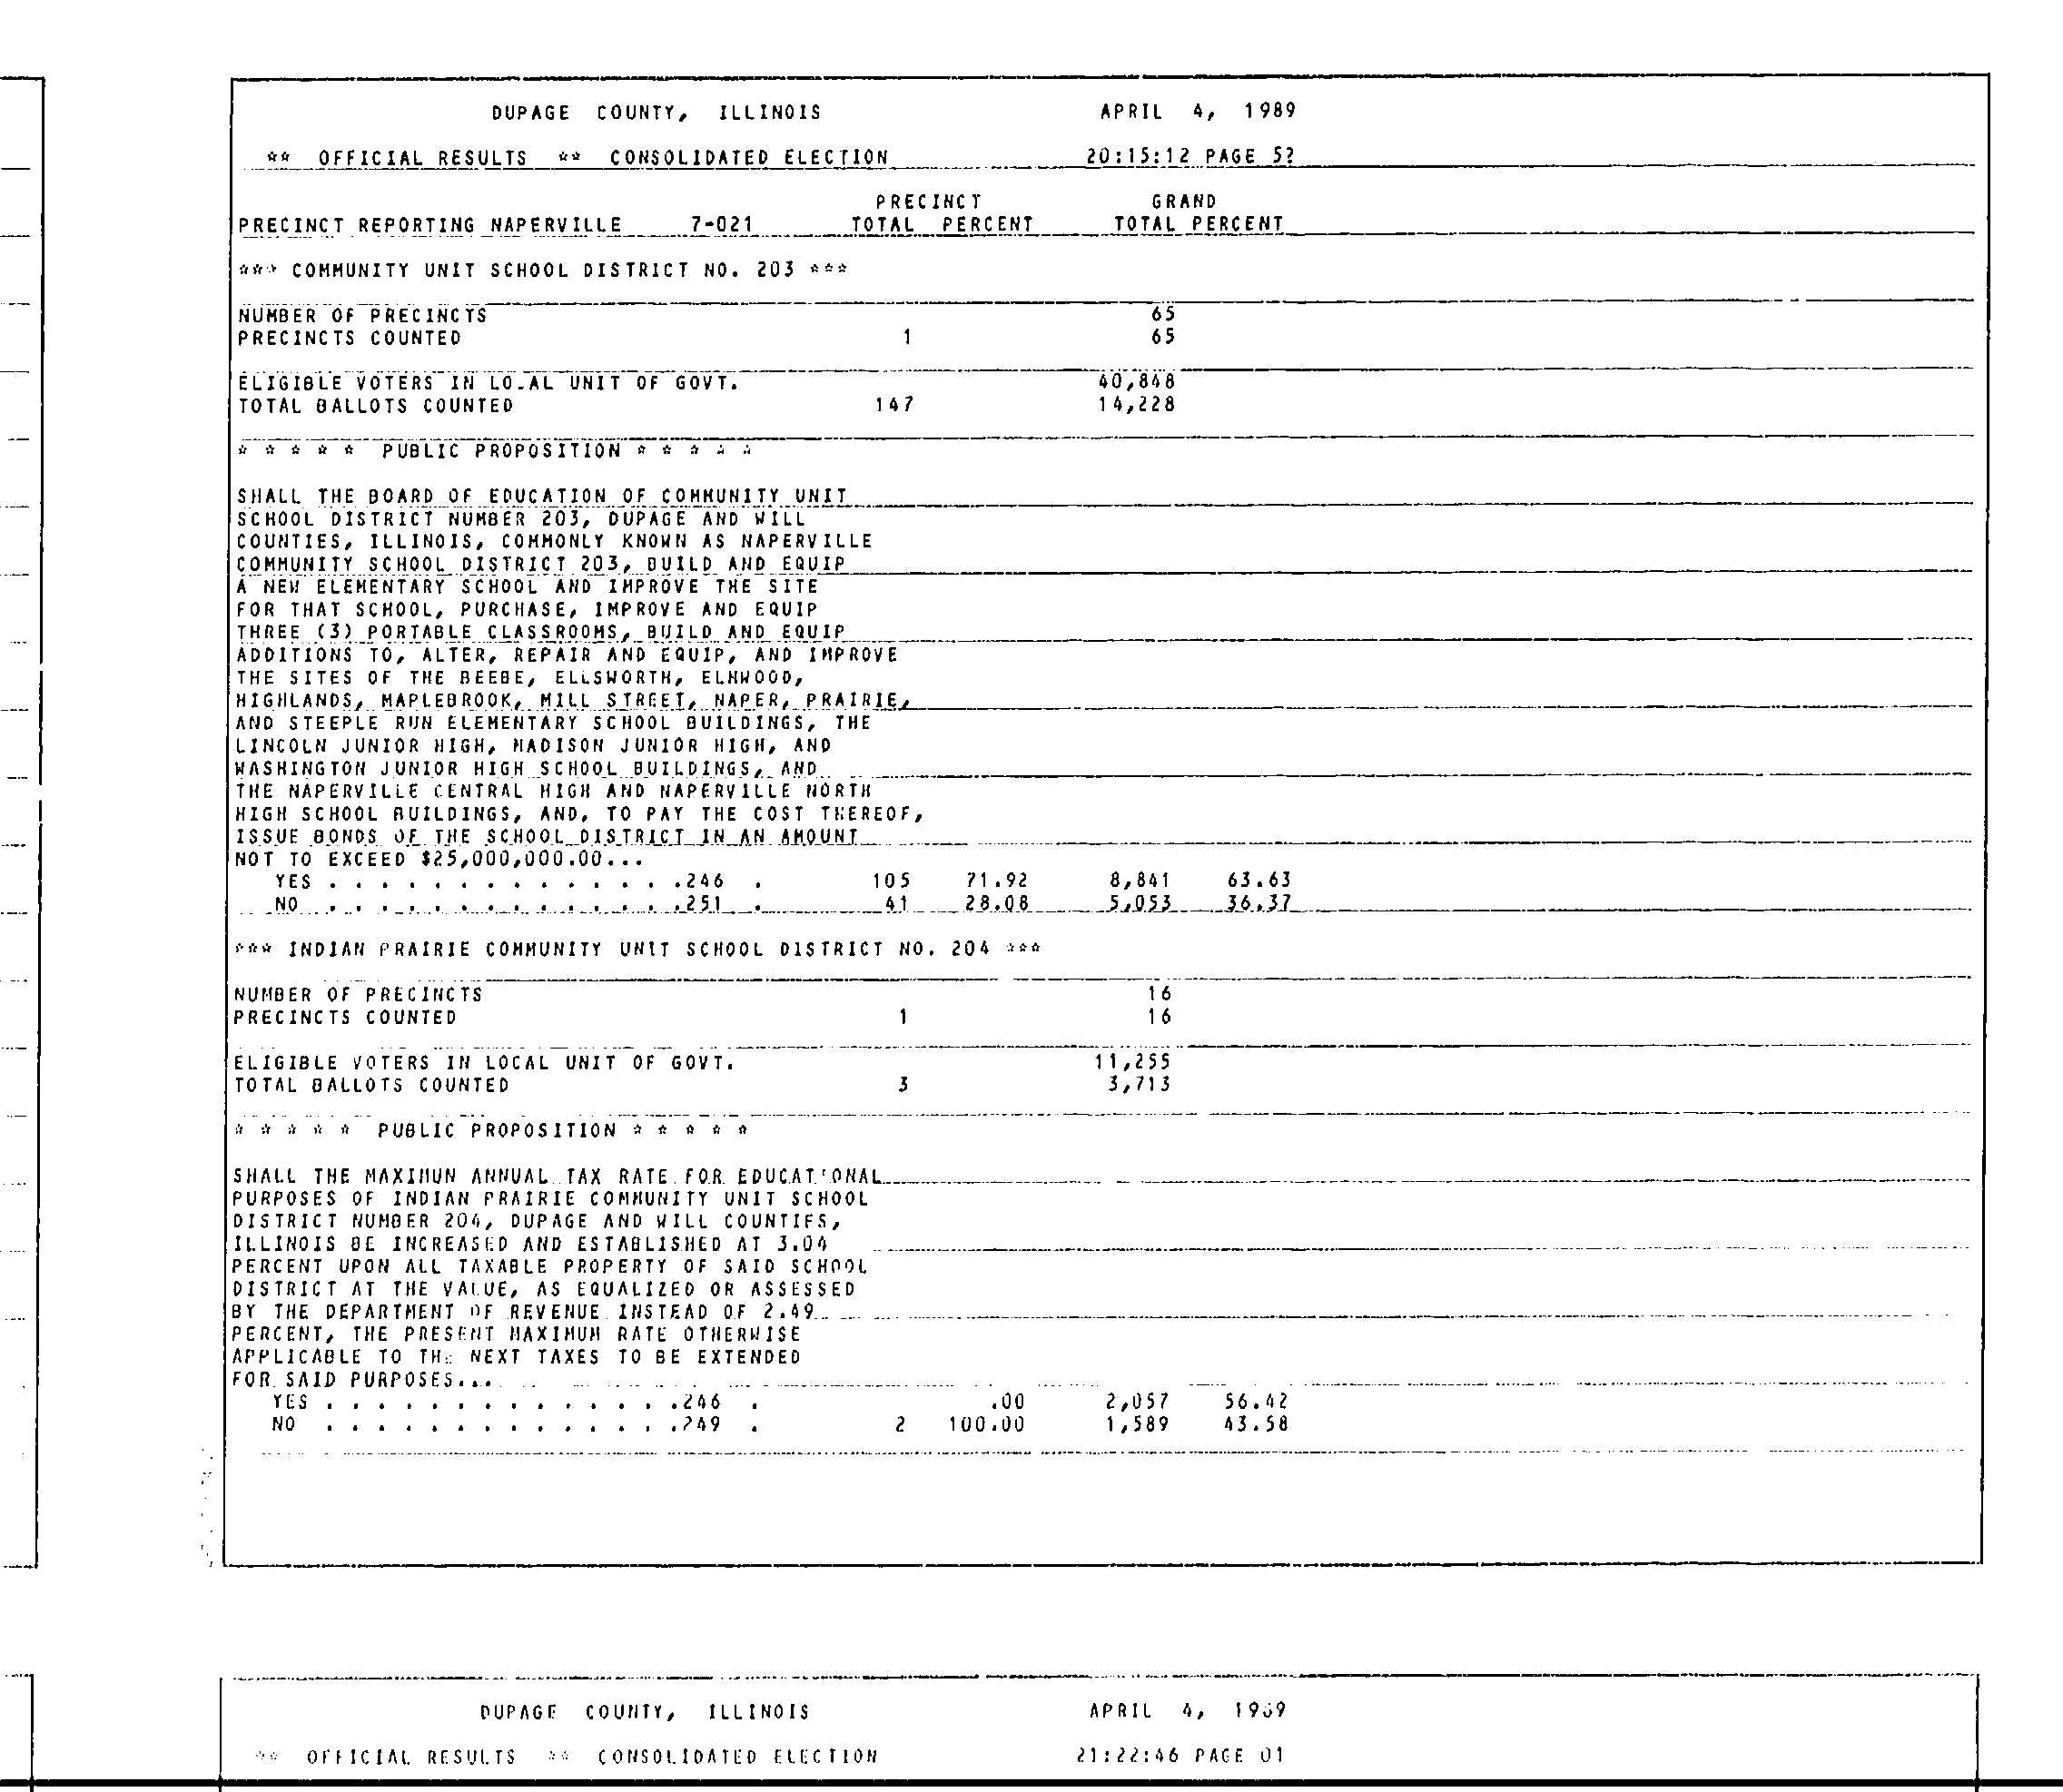 DUPAGE COUNTY, ILLINOIS APRIL 4, 1989
** OFFICIAL RESULTS ** CONSOLIDATED ELECTION 20:15:12 PAGE
PRECINCT GRAND
PRECINCT REPORTING NAPERVILLE 7-021 TOTAL PERCENT TOTAL PERCENT
*** COMMUNITY UNIT SCHOOL DISTRICT NO. 203 ***
NUMBER OF PRECINCTS 65
PRECINCTS COUNTED 1 65
ELIGIBLE VOTERS IN LO.AL UNIT OF GOVT. 40,848
TOTAL BALLOTS COUNTED 147 14,228
* * * * * PUBLIC PROPOSITION * * * * *
SHALL THE BOARD OF EDUCATION OF COMMUNITY UNIT
SCHOOL DISTRICT NUMBER 203, DUPAGE AND WILL
COUNTIES, ILLINOIS, COMMONLY KNOWN AS NAPERVILLE
COMMUNITY SCHOOL DISTRICT 203, BUILD AND EQUIP
A NEW ELEMENTARY SCHOOL AND IMPROVE THE SITE
FOR THAT SCHOOL, PURCHASE, IMPROVE AND EQUIP
THREE (3) PORTABLE CLASSROOMS, BUILD AND EQUIP
ADDITIONS TO, ALTER, REPAIR AND EQUIP, AND IMPROVE
THE SITES OF THE BEEBE, ELLSWORTH, ELMWOOD,
HIGHLANDS, MAPLEBROOK, MILL STREET, NAPER, PRAIRIE,
AND STEEPLE RUN ELEMENTARY SCHOOL BUILDINGS, THE
LINCOLN JUNIOR HIGH, MADISON JUNIOR HIGH, AND
WASHINGTON JUNIOR HIGH SCHOOL BUILDINGS, AND
THE NAPERVILLE CENTRAL HIGH AND NAPERVILLE NORTH
HIGH SCHOOL BUILDINGS, AND, TO PAY THE COST THEREOF,
ISSUE BONDS OF THE SCHOOL DISTRICT IN AN AMOUNT
NOT TO EXCEED $25,000,000.00...
YES . . . . . . . . . . . . . .246 . 105 71.92 8,841 63.63
NO . . . . . . . . . . . . . .251 . 41 28.08 5,053 36.37
*** INDIAN PRAIRIE COMMUNITY UNIT SCHOOL DISTRICT NO. 204 ***
NUMBER OF PRECINCTS 16
PRECINCTS COUNTED 1 16
ELIGIBLE VOTERS IN LOCAL UNIT OF GOVT. 11,255
TOTAL BALLOTS COUNTED 3 3,713
* * * * * PUBLIC PROPOSITION * * * * *
SHALL THE MAXIMUN ANNUAL TAX RATE FOR EDUCATIONAL
PURPOSES OF INDIAN PRAIRIE COMMUNITY UNIT SCHOOL
DISTRICT NUMBER 204, DUPAGE AND WILL COUNTIES,
ILLINOIS BE INCREASED AND ESTABLISHED AT 3.04
PERCENT UPON ALL TAXABLE PROPERTY OF SAID SCHOOL
DISTRICT AT THE VALUE, AS EQUALIZED OR ASSESSED
BY THE DEPARTMENT OF REVENUE INSTEAD OF 2.49
PERCENT, THE PRESENT MAXIMUM RATE OTHERWISE
APPLICABLE TO THE NEXT TAXES TO BE EXTENDED
FOR SAID PURPOSES...
YES . . . . . . . . . . . . . .246 . .00 2,057 56.42
NO . . . . . . . . . . . . . .249 . 2 100.00 1,589 43.58
DUPAGE COUNTY, ILLINOIS APRIL 4, 1989
** OFFICIAL RESULTS ** CONSOLIDATED ELECTION 21:22:46 PAGE 01